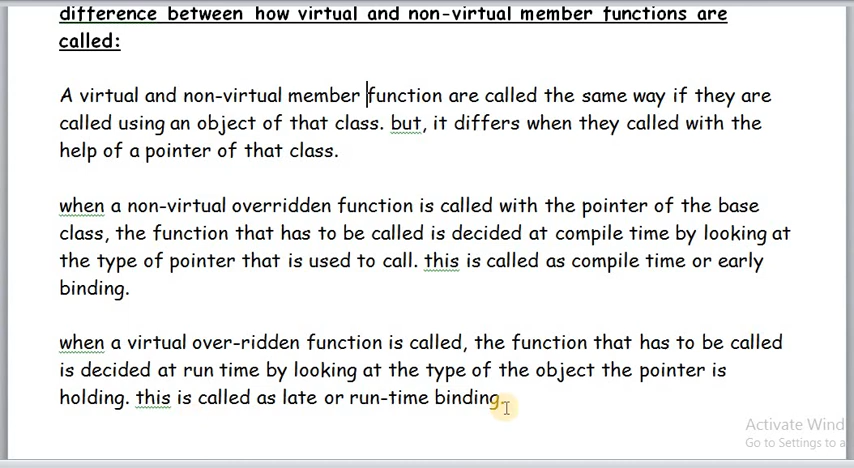 difference between how virtual and non-virtual member functions are
called:
A virtual and non-virtual member function are called the same way if they are
called using an object of that class. but, it differs when they called with the
help of a pointer of that class.
when a non-virtual overridden function is called with the pointer of the base
class, the function that has to be called is decided at compile time by looking at
the type of pointer that is used to call. this is called as compile time or early
binding.
when a virtual over-ridden function is called, the function that has to be called
is decided at run time by looking at the type of the object the pointer is
holding. this is called as late or run-time binding.
Activate Wind
Go to Settings to a